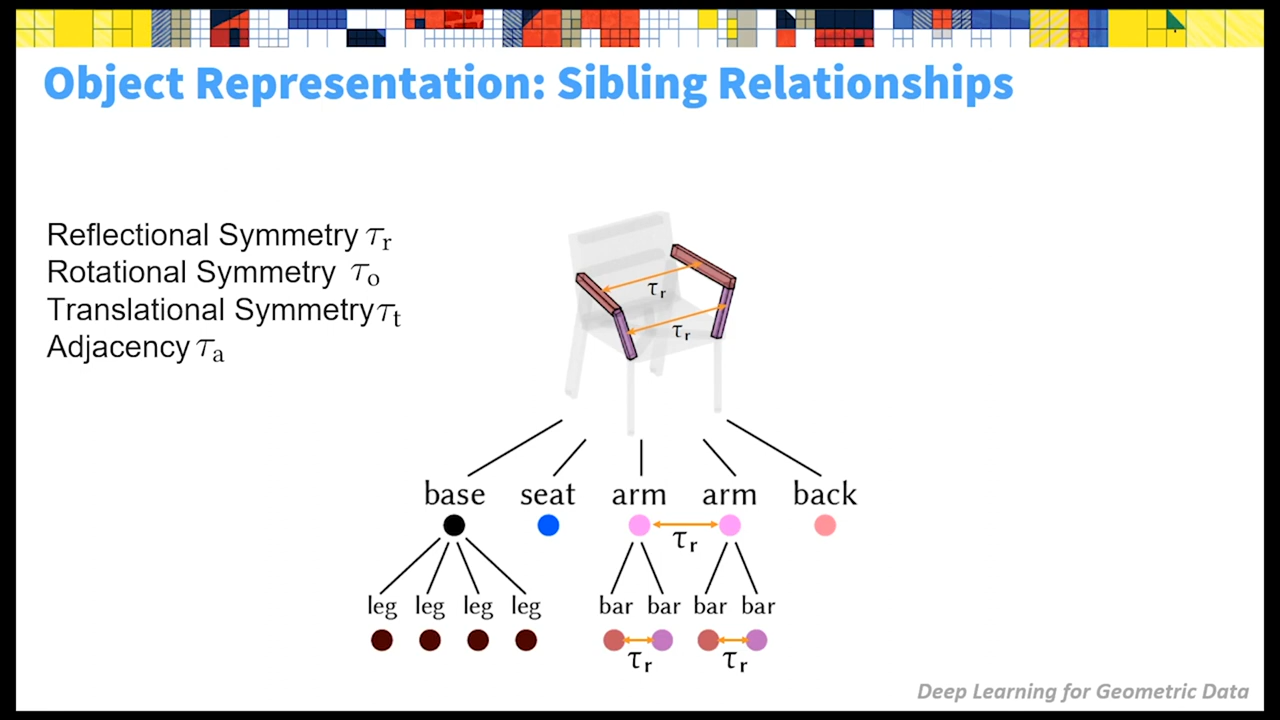 Object Representation: Sibling Relationships
Reflectional Symmetry τr
Rotational Symmetry τo
Translational Symmetry τt
Adjacency τa
τr
τr
base seat arm arm back
τr
leg leg leg leg bar bar bar bar
τr τr
Deep Learning for Geometric Data